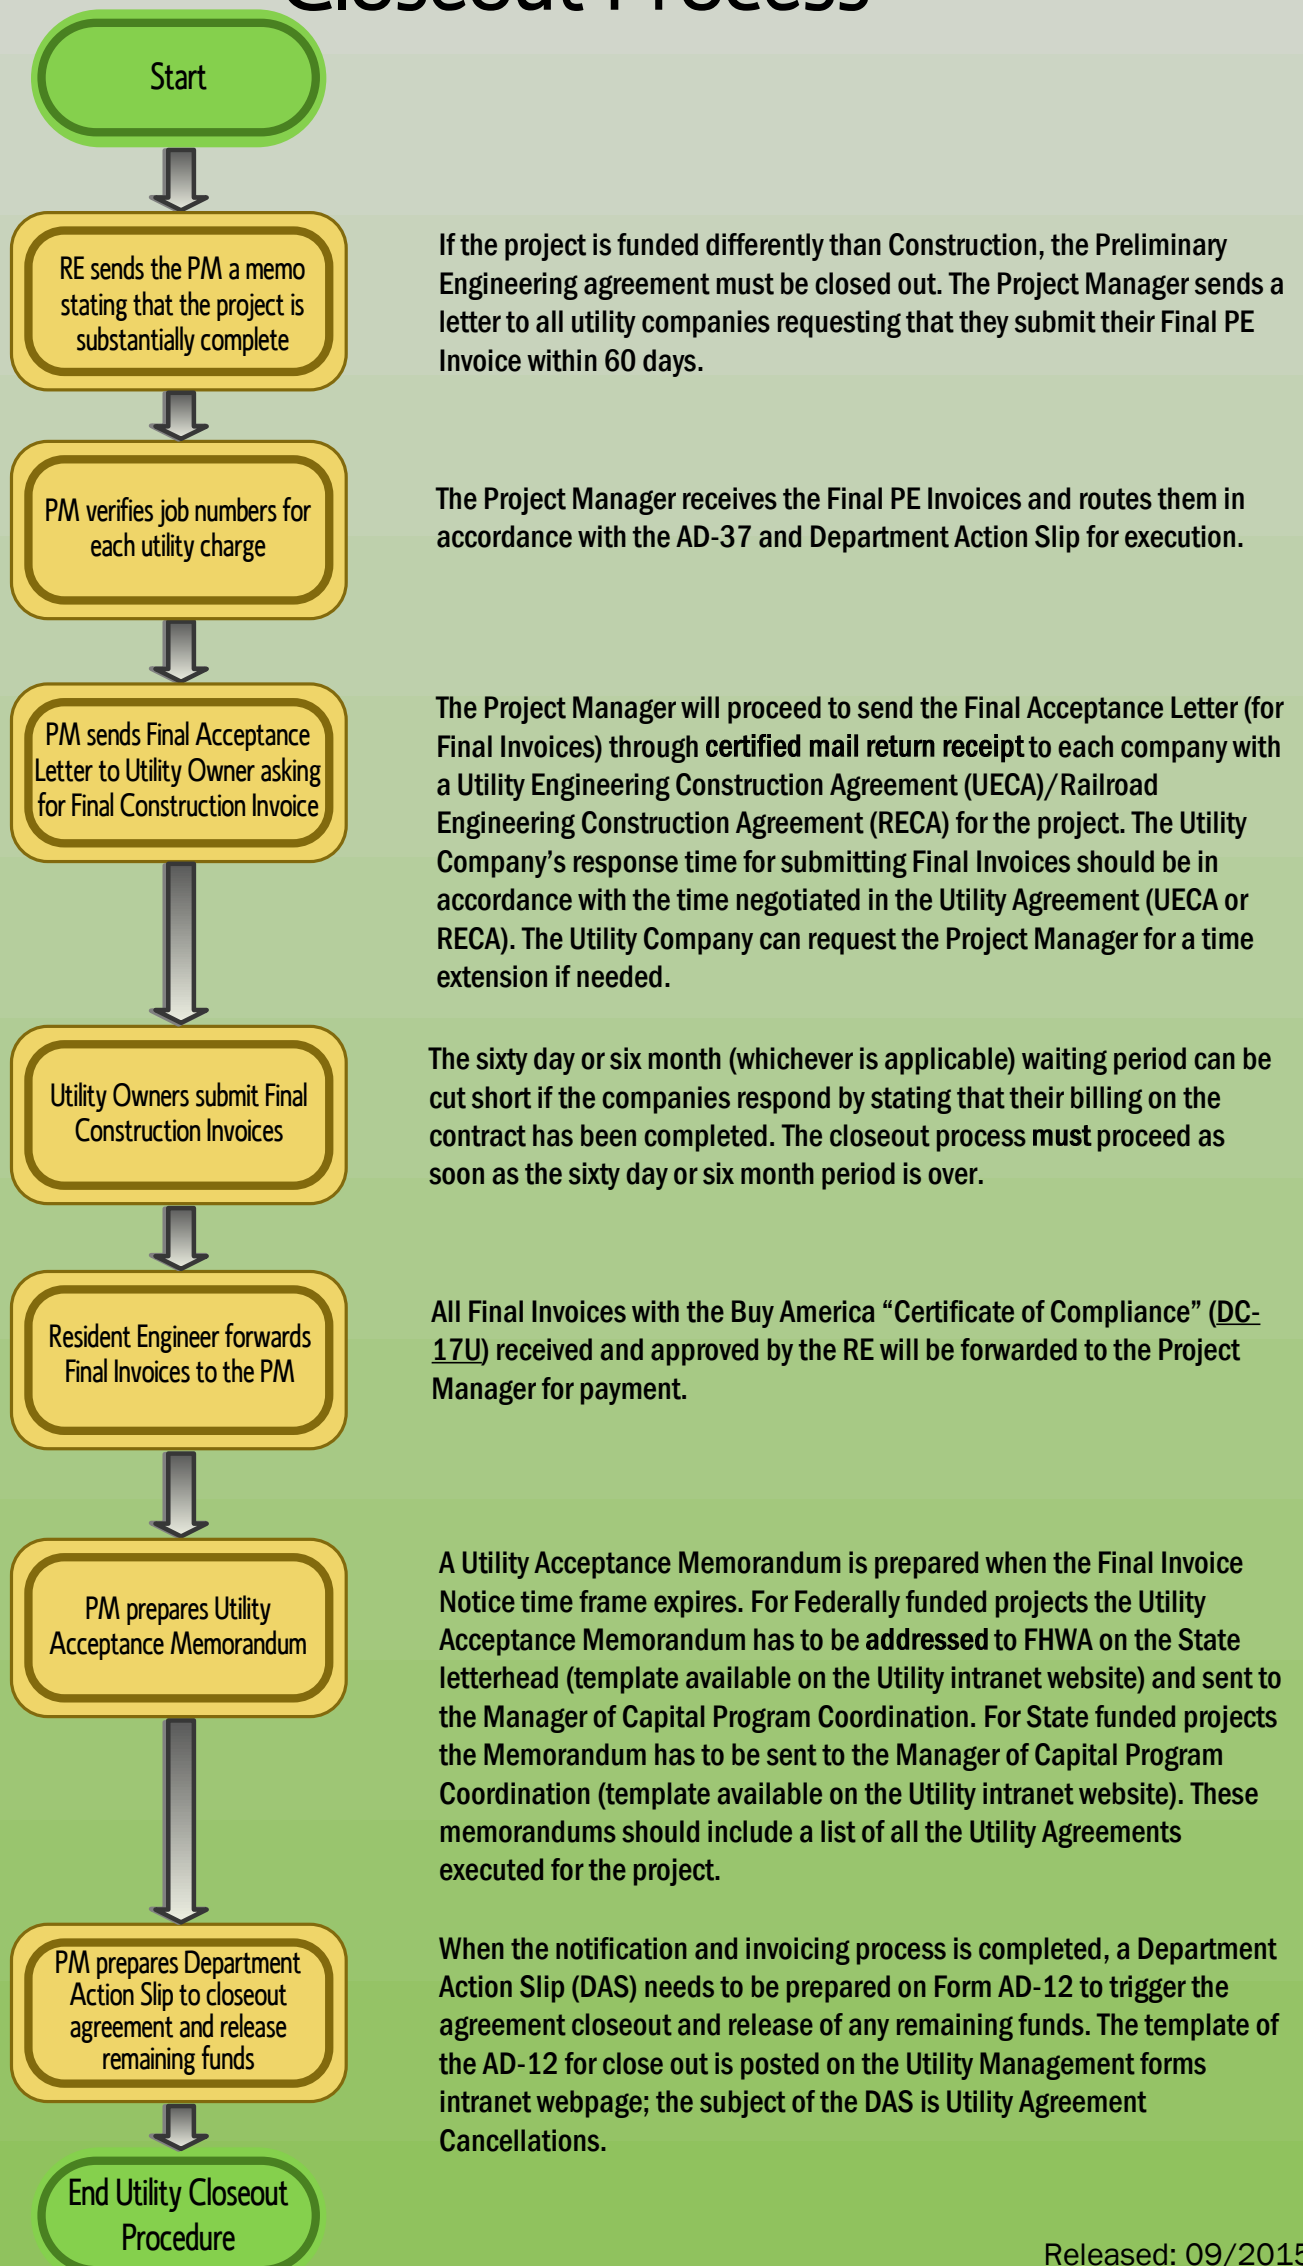 Closeout Process
Start
RE sends the PM a memo
stating that the project is
substantially complete
If the project is funded differently than Construction, the Preliminary
Engineering agreement must be closed out. The Project Manager sends a
letter to all utility companies requesting that they submit their Final PE
Invoice within 60 days.
PM verifies job numbers for
each utility charge
The Project Manager receives the Final PE Invoices and routes them in
accordance with the AD-37 and Department Action Slip for execution.
PM sends Final Acceptance
Letter to Utility Owner asking
for Final Construction Invoice
The Project Manager will proceed to send the Final Acceptance Letter (for
Final Invoices) through certified mail return receipt to each company with
a Utility Engineering Construction Agreement (UECA)/Railroad
Engineering Construction Agreement (RECA) for the project. The Utility
Company’s response time for submitting Final Invoices should be in
accordance with the time negotiated in the Utility Agreement (UECA or
RECA). The Utility Company can request the Project Manager for a time
extension if needed.
Utility Owners submit Final
Construction Invoices
The sixty day or six month (whichever is applicable) waiting period can be
cut short if the companies respond by stating that their billing on the
contract has been completed. The closeout process must proceed as
soon as the sixty day or six month period is over.
Resident Engineer forwards
Final Invoices to the PM
All Final Invoices with the Buy America “Certificate of Compliance” (DC-
17U) received and approved by the RE will be forwarded to the Project
Manager for payment.
PM prepares Utility
Acceptance Memorandum
A Utility Acceptance Memorandum is prepared when the Final Invoice
Notice time frame expires. For Federally funded projects the Utility
Acceptance Memorandum has to be addressed to FHWA on the State
letterhead (template available on the Utility intranet website) and sent to
the Manager of Capital Program Coordination. For State funded projects
the Memorandum has to be sent to the Manager of Capital Program
Coordination (template available on the Utility intranet website). These
memorandums should include a list of all the Utility Agreements
executed for the project.
PM prepares Department
Action Slip to closeout
agreement and release
remaining funds
When the notification and invoicing process is completed, a Department
Action Slip (DAS) needs to be prepared on Form AD-12 to trigger the
agreement closeout and release of any remaining funds. The template of
the AD-12 for close out is posted on the Utility Management forms
intranet webpage; the subject of the DAS is Utility Agreement
Cancellations.
End Utility Closeout
Procedure
Released: 09/2015